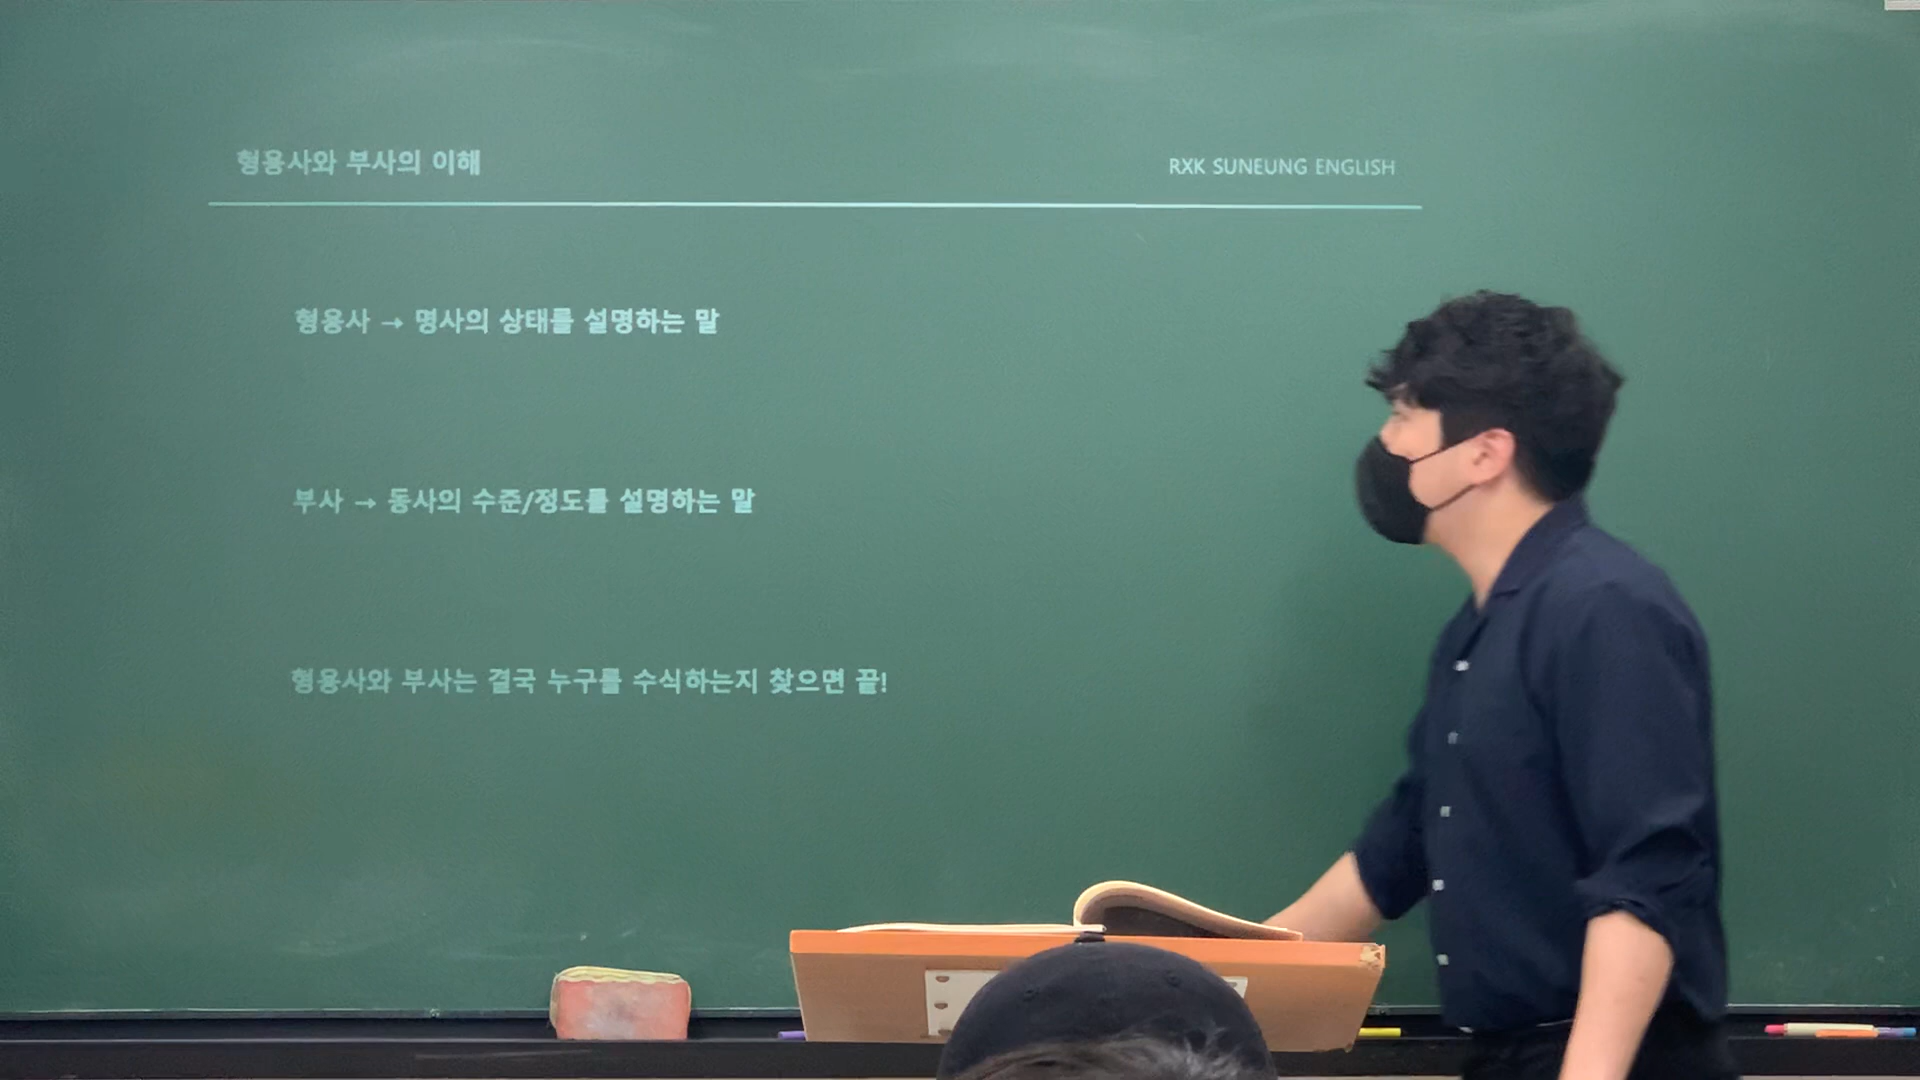 형용사와 부사의 이해
RXK SUNEUNG ENGLISH
형용사 → 명사의 상태를 설명하는 말
부사 → 동사의 수준/정도를 설명하는 말
형용사와 부사는 결국 누구를 수식하는지 찾으면 끝!